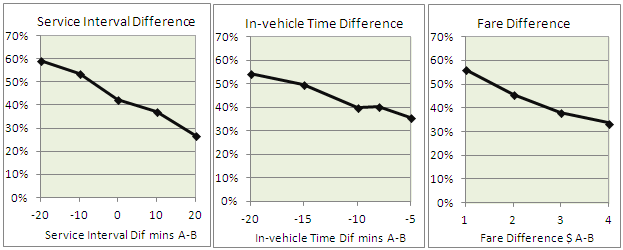 Service Interval Difference
70%
60%
50%
40%
30%
20%
10%
0%
-20 -10 0 10 20
Service Interval Dif mins A-B
In-vehicle Time Difference
70%
60%
50%
40%
30%
20%
10%
0%
-20 -15 -10 -5
In-vehicle Time Dif mins A-B
Fare Difference
70%
60%
50%
40%
30%
20%
10%
0%
1 2 3 4
Fare Difference $ A-B